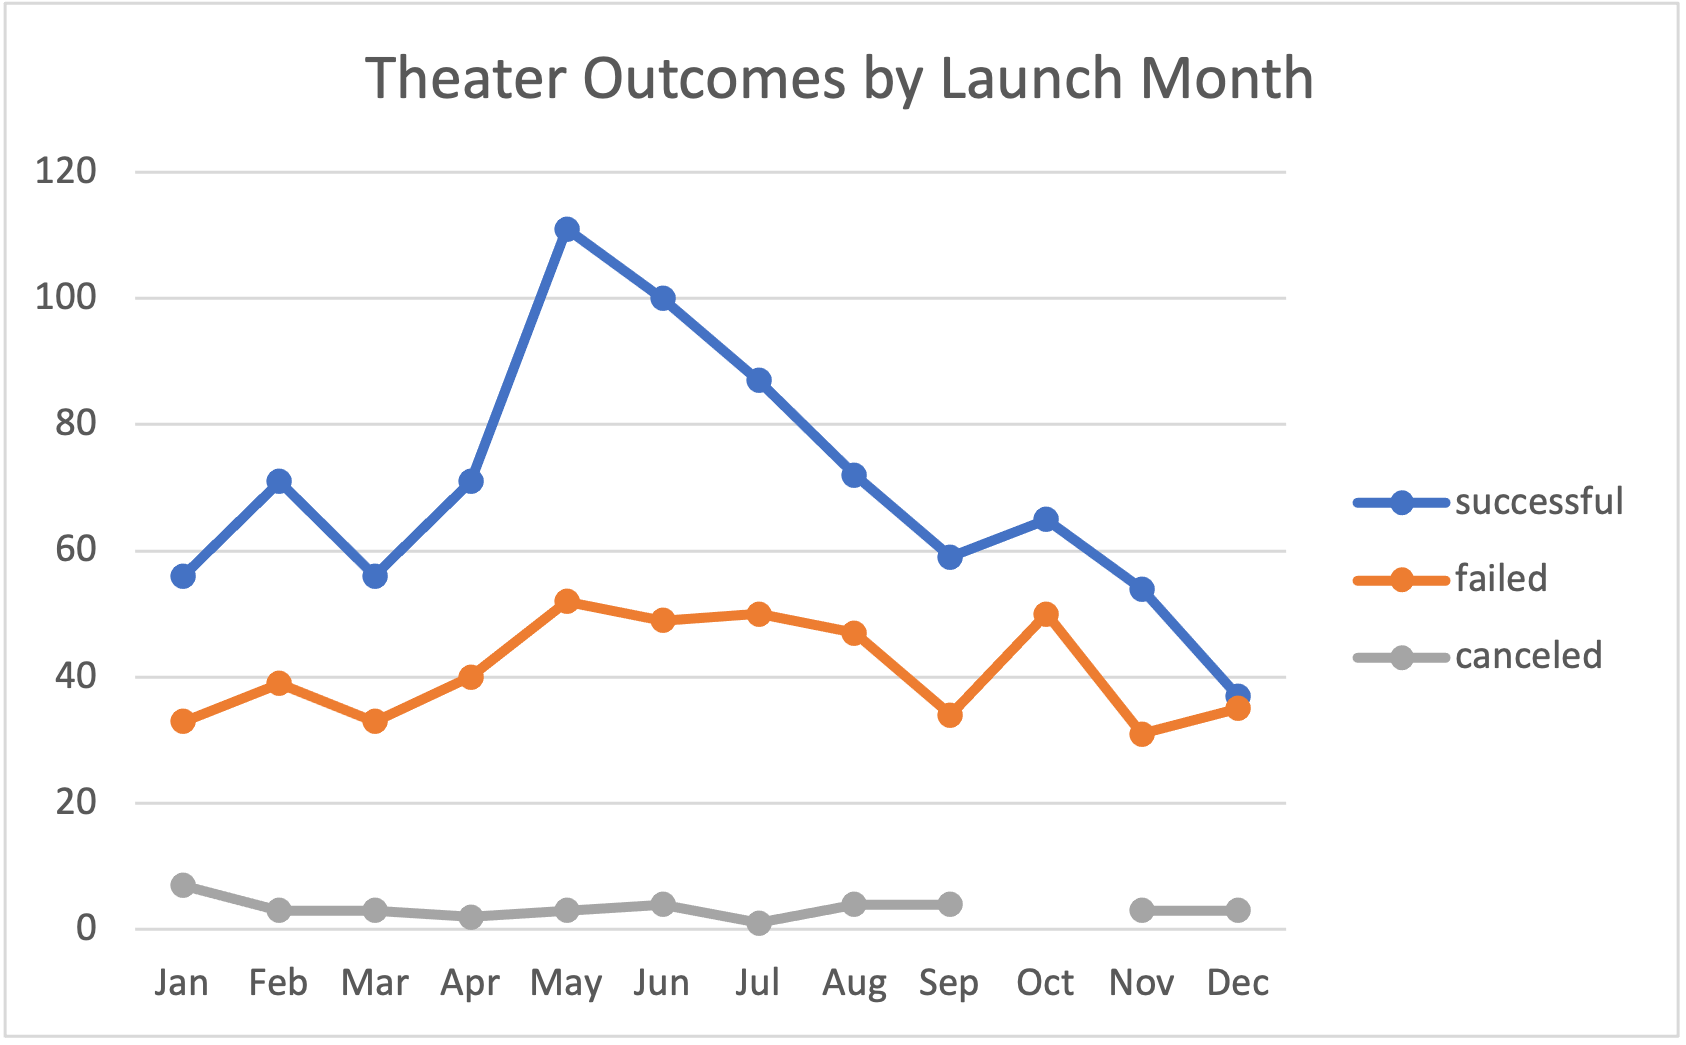 Theater Outcomes by Launch Month
120
100
80
60
40
20
0
Jan Feb Mar Apr May Jun Jul Aug Sep Oct Nov Dec
successful
failed
canceled